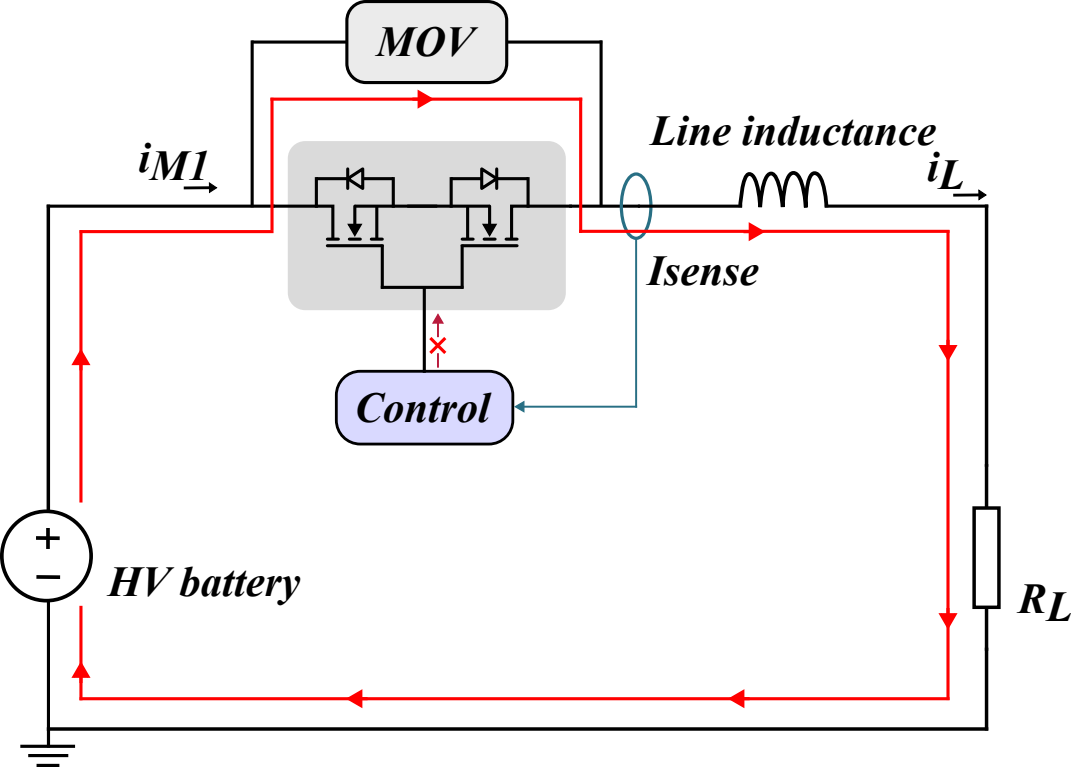 MOV
Line inductance
iM1
iL
Isense
Control
+
−
HV battery
RL